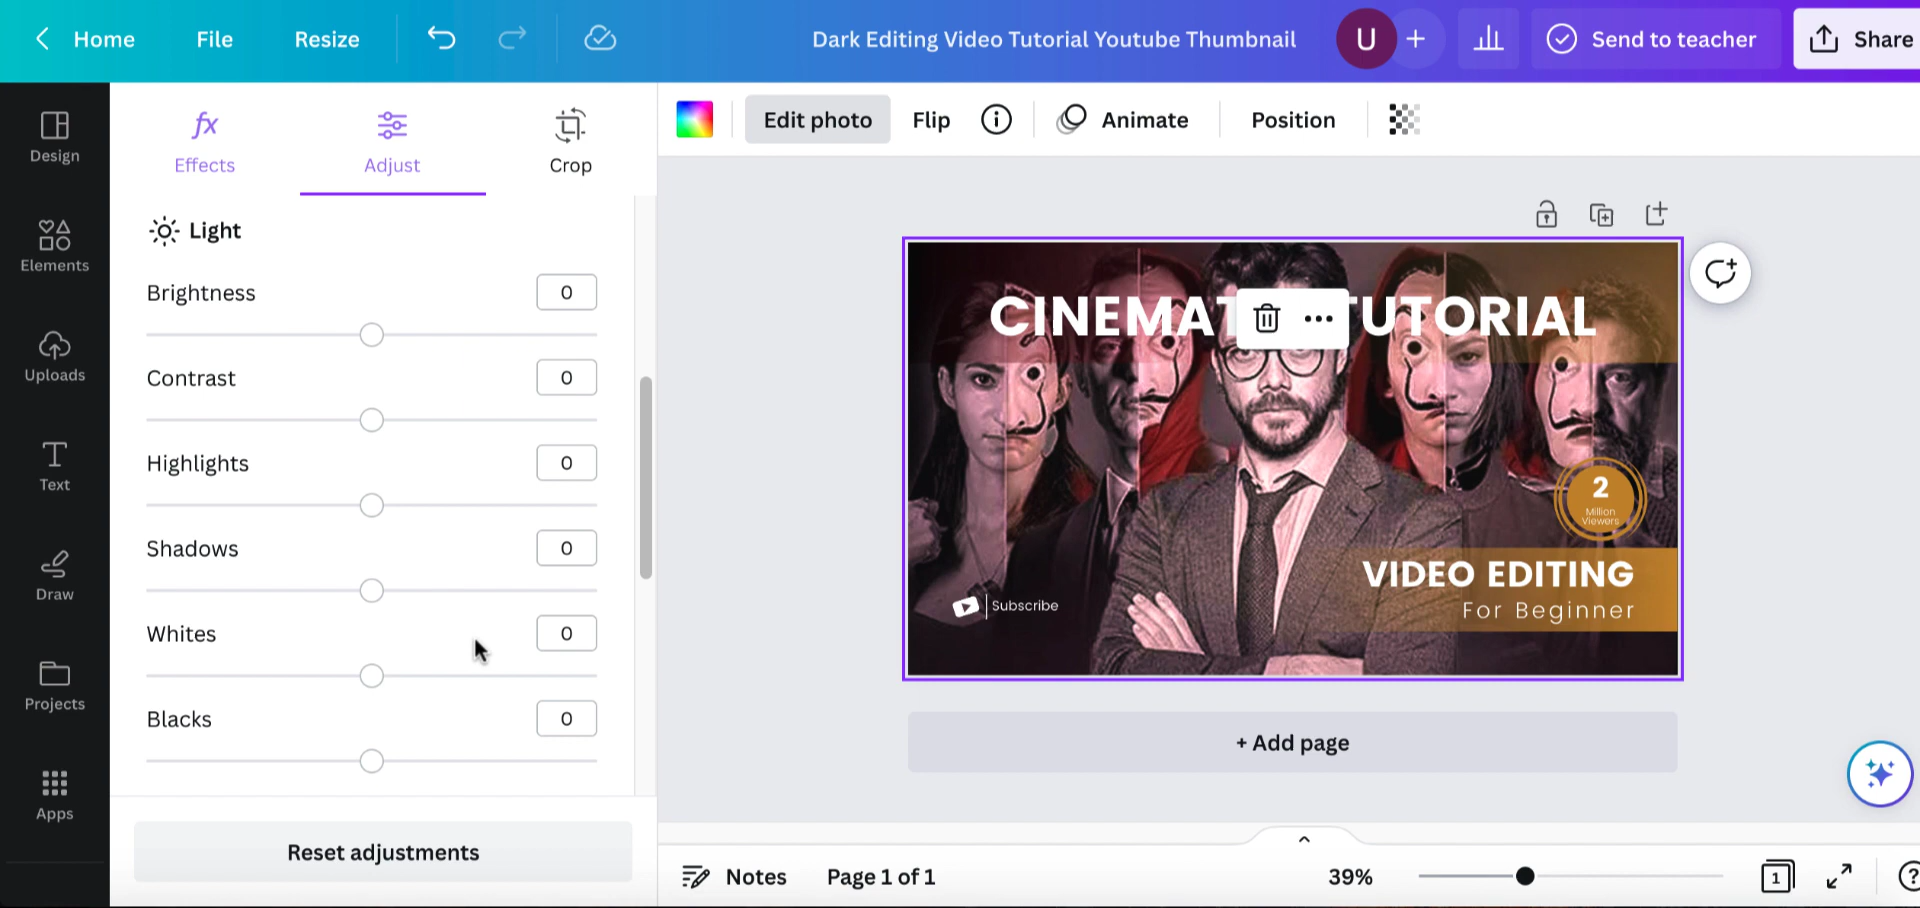 Home
File
Resize
Dark Editing Video Tutorial Youtube Thumbnail
U
Send to teacher
Share
Design
Elements
Uploads
Text
Draw
Projects
Apps
fx
Effects
Adjust
Crop
Light
Brightness
0
Contrast
0
Highlights
0
Shadows
0
Whites
0
Blacks
0
Reset adjustments
Edit photo
Flip
Animate
Position
CINEMAT TUTORIAL
2
Million
Viewers
VIDEO EDITING
For Beginner
Subscribe
+ Add page
Notes
Page 1 of 1
39%
1
?